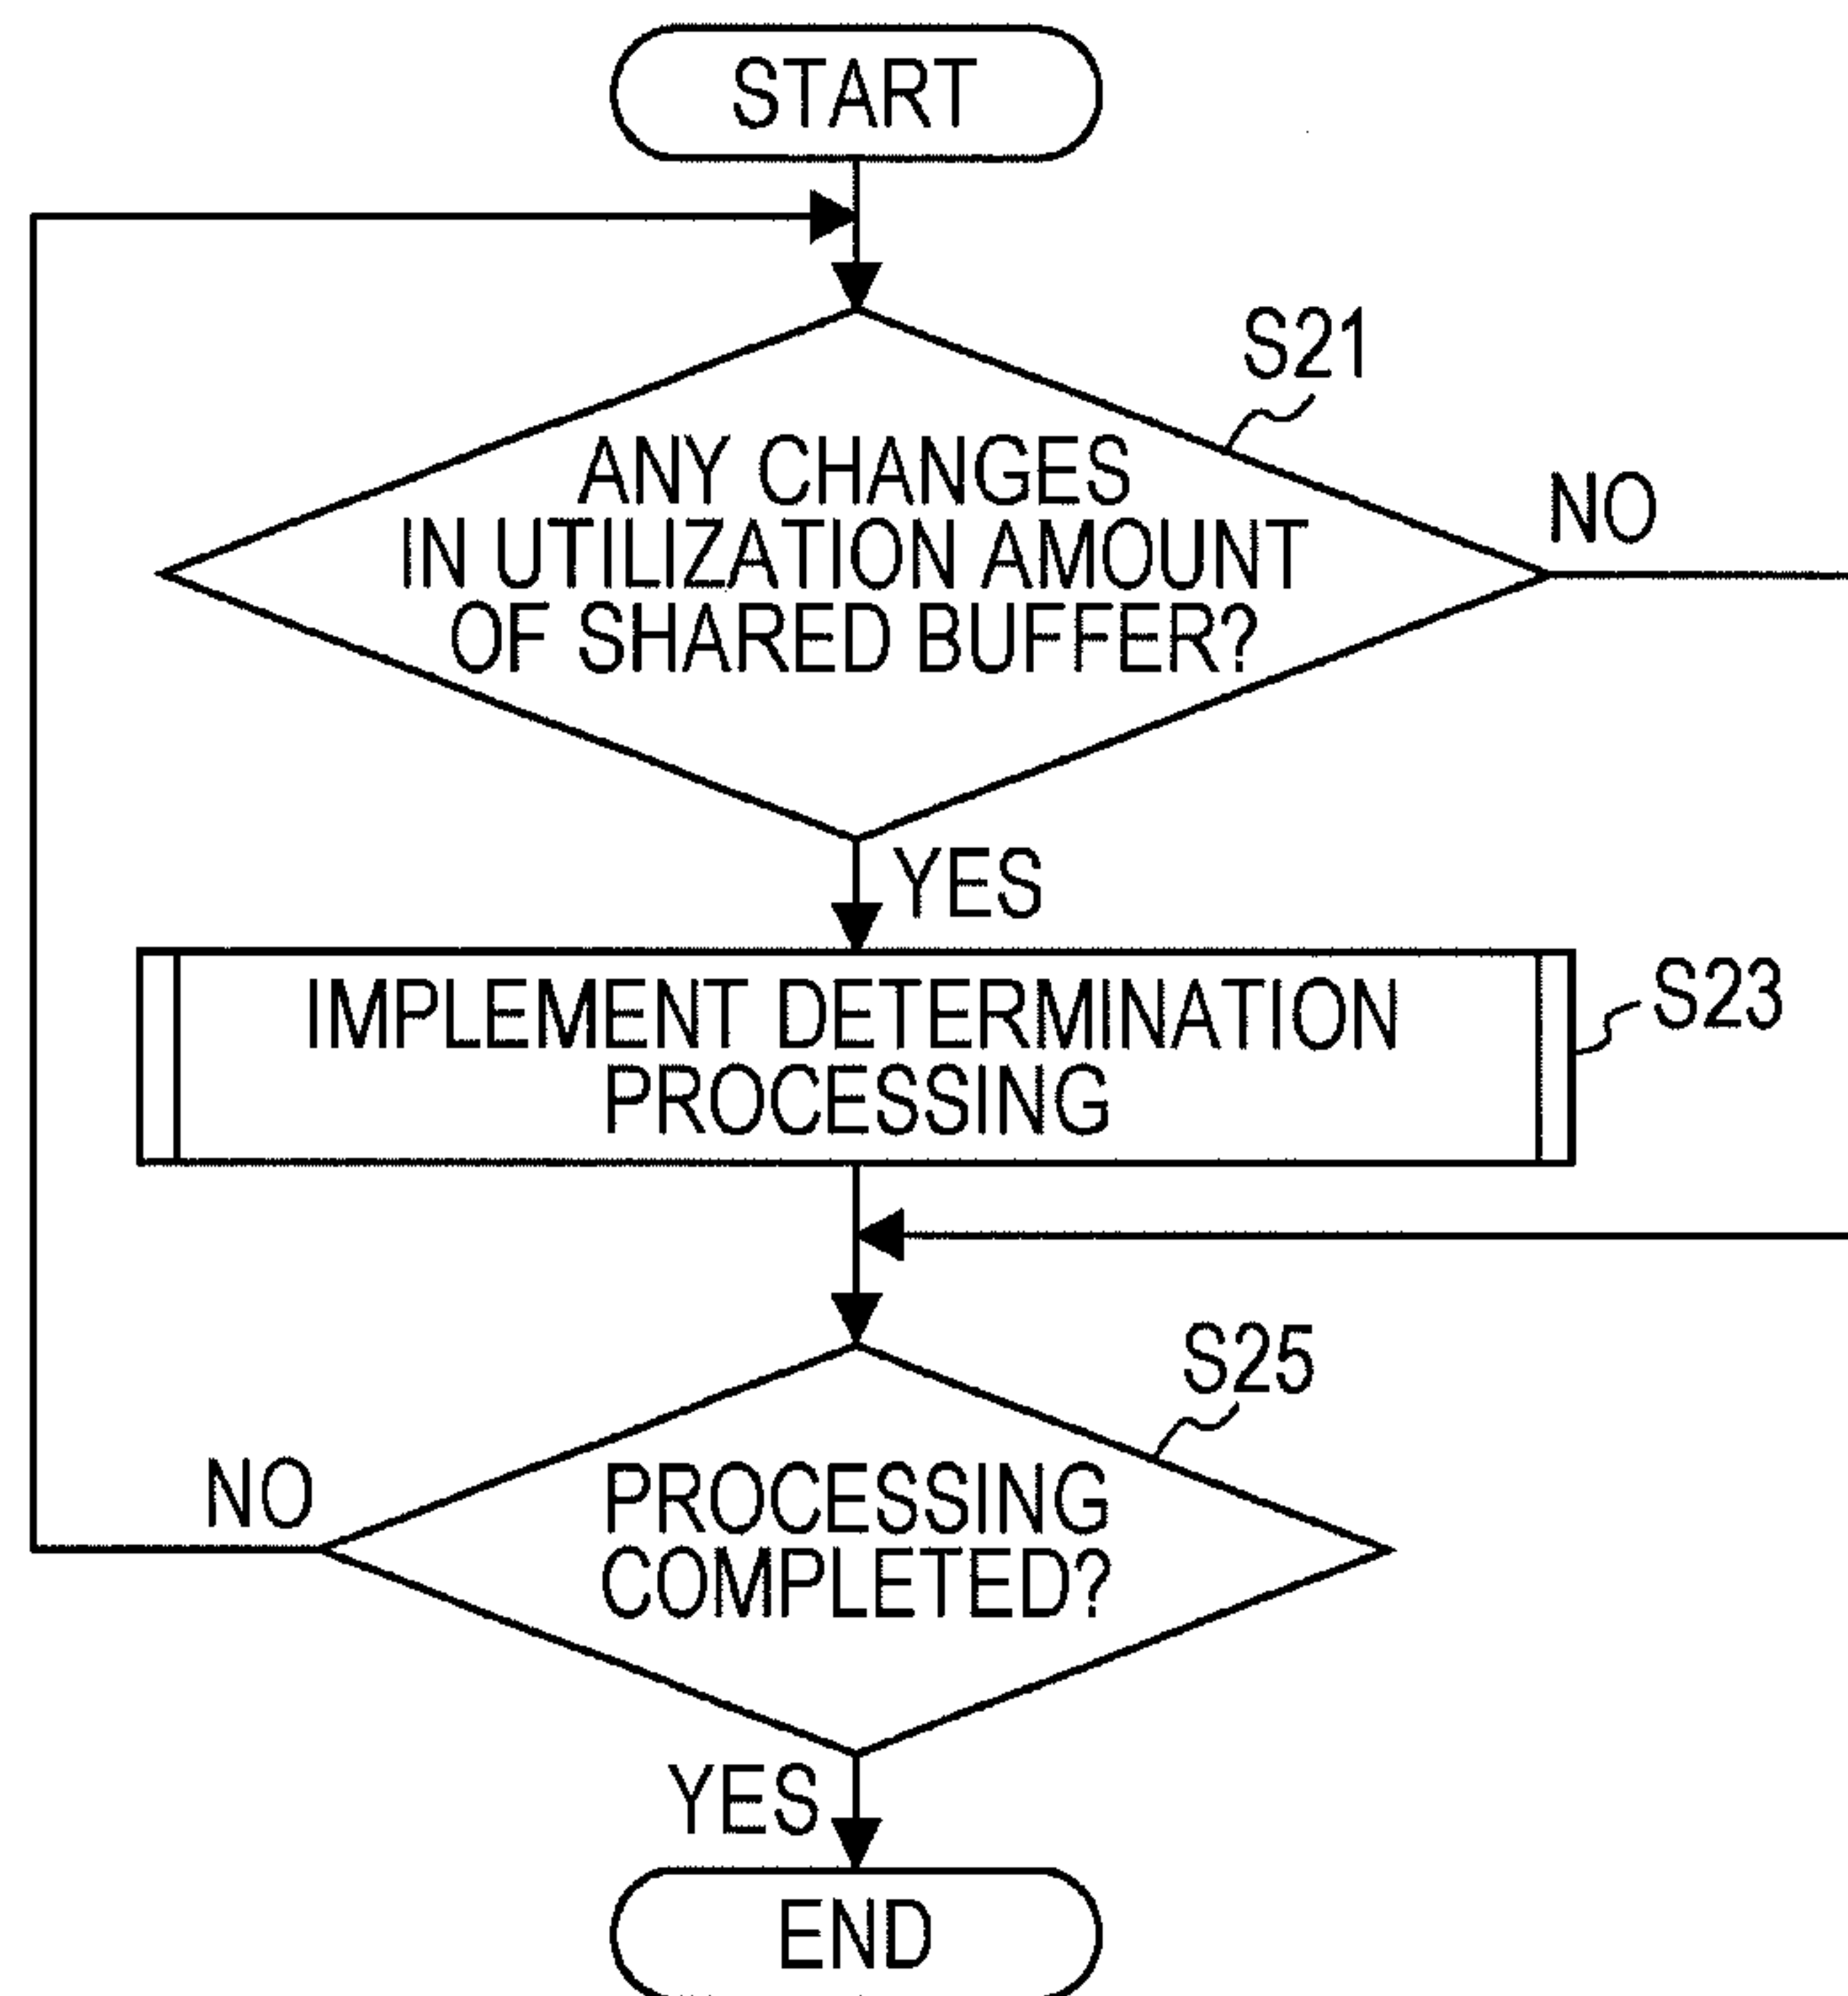 START
S21
ANY CHANGES
IN UTILIZATION AMOUNT
OF SHARED BUFFER?
NO
YES
IMPLEMENT DETERMINATION
PROCESSING
S23
S25
NO
PROCESSING
COMPLETED?
YES
END